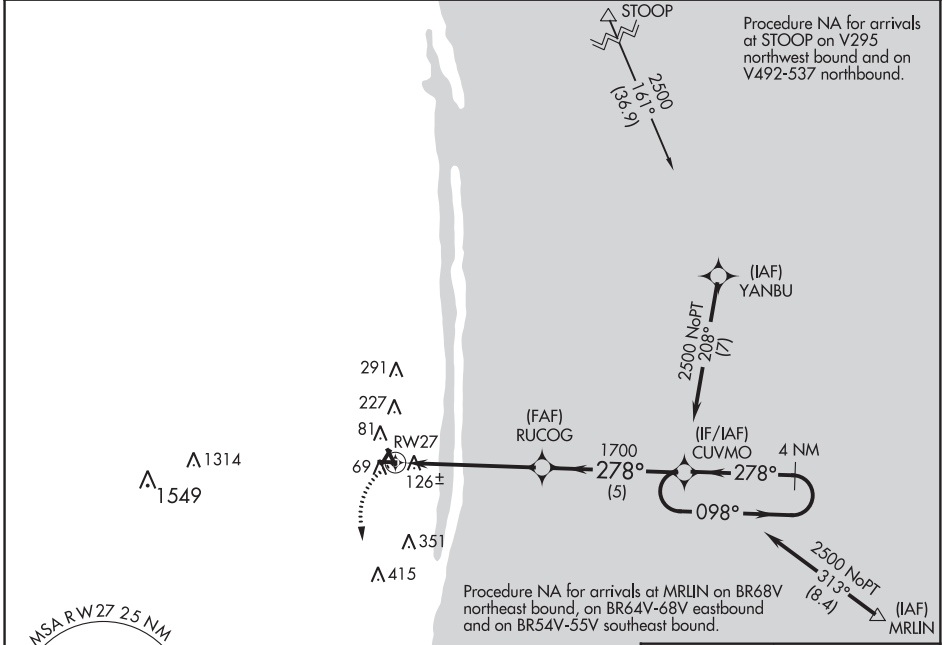 STOOP
Procedure NA for arrivals
at STOOP on V295
northwest bound and on
V492-537 northbound.
2500
161°
(36.9)
(IAF)
YANBU
2500 NoPT
208°
(7)
291
227
81
RW27
69
126±
1314
1549
(FAF)
RUCOG
1700
278°
(5)
(IF/IAF)
CUVMO
4 NM
278°
098°
351
415
2500 NoPT
313°
(8.4)
(IAF)
MRLIN
Procedure NA for arrivals at MRLIN on BR68V
northeast bound, on BR64V-68V eastbound
and on BR54V-55V southeast bound.
MSA RW27 25 NM